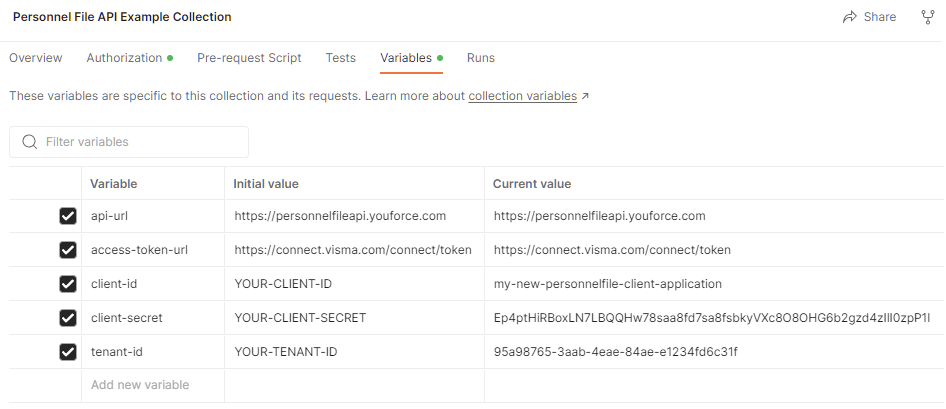 Personnel File API Example Collection Share
Overview Authorization Pre-request Script Tests Variables Runs
These variables are specific to this collection and its requests. Learn more about collection variables ↗
Filter variables
Variable Initial value Current value
api-url https://personnelfileapi.youforce.com https://personnelfileapi.youforce.com
access-token-url https://connect.visma.com/connect/token https://connect.visma.com/connect/token
client-id YOUR-CLIENT-ID my-new-personnelfile-client-application
client-secret YOUR-CLIENT-SECRET Ep4ptHiRBoxLN7LBQQHw78saa8fd7sa8fsbkyVXc8O8OHG6b2gzd4zIII0zpP1I
tenant-id YOUR-TENANT-ID 95a98765-3aab-4eae-84ae-e1234fd6c31f
Add new variable